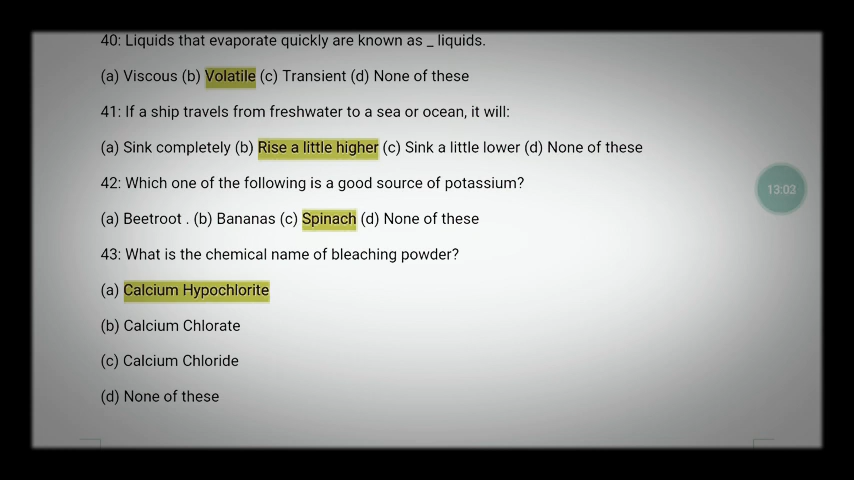 40: Liquids that evaporate quickly are known as _ liquids.
(a) Viscous (b) Volatile (c) Transient (d) None of these
41: If a ship travels from freshwater to a sea or ocean, it will:
(a) Sink completely (b) Rise a little higher (c) Sink a little lower (d) None of these
42: Which one of the following is a good source of potassium?
(a) Beetroot . (b) Bananas (c) Spinach (d) None of these
43: What is the chemical name of bleaching powder?
(a) Calcium Hypochlorite
(b) Calcium Chlorate
(c) Calcium Chloride
(d) None of these
13:03